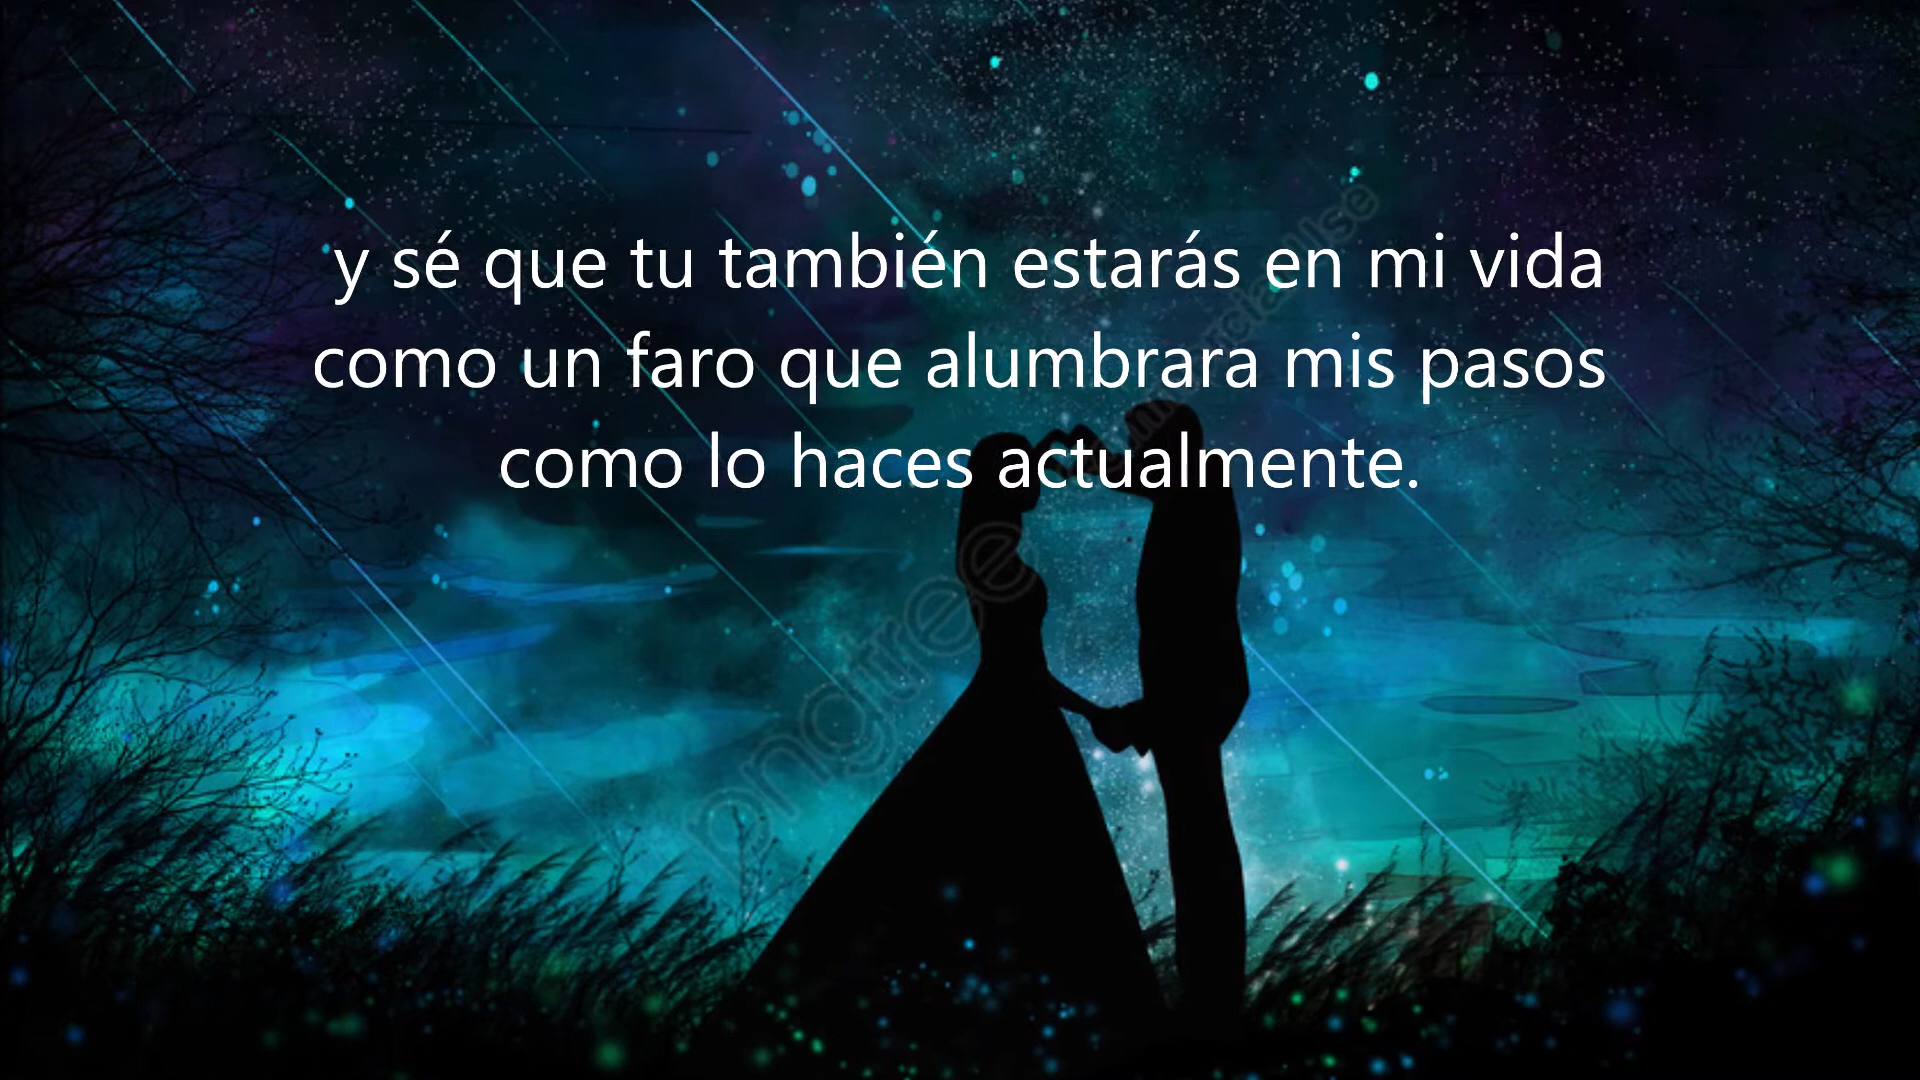 y sé que tu también estarás en mi vida
como un faro que alumbrara mis pasos
como lo haces actualmente.
pngtree